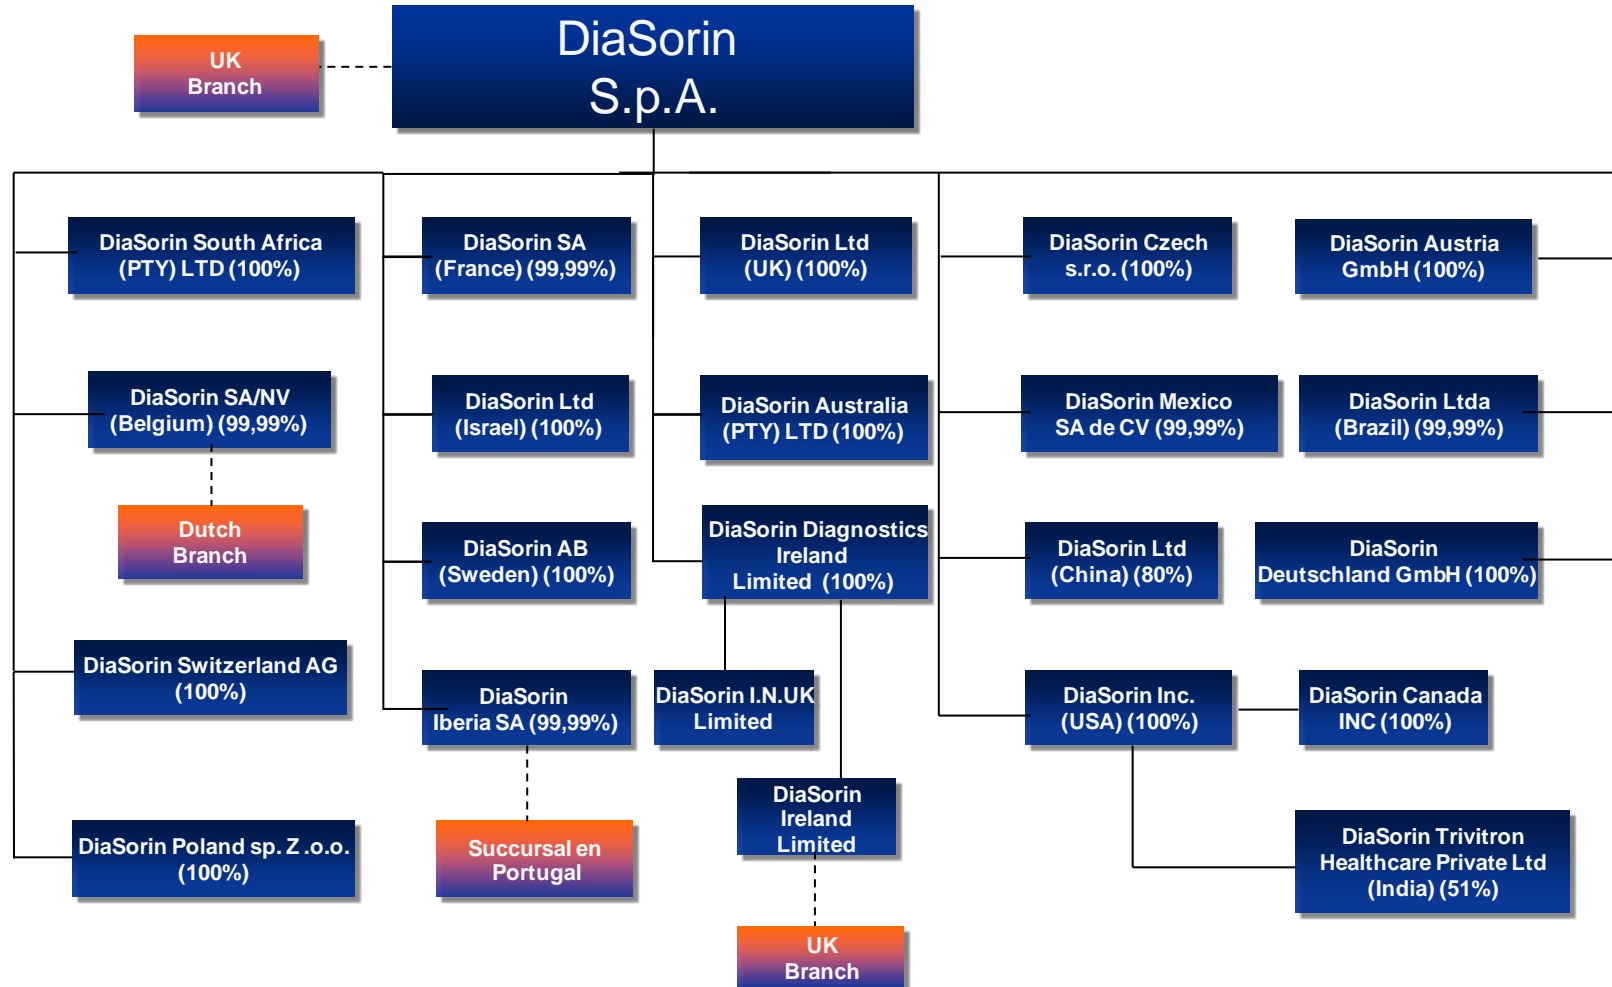 DiaSorin
S.p.A.
UK
Branch
DiaSorin South Africa
(PTY) LTD (100%)
DiaSorin SA
(France) (99,99%)
DiaSorin Ltd
(UK) (100%)
DiaSorin Czech
s.r.o. (100%)
DiaSorin Austria
GmbH (100%)
DiaSorin SA/NV
(Belgium) (99,99%)
DiaSorin Ltd
(Israel) (100%)
DiaSorin Australia
(PTY) LTD (100%)
DiaSorin Mexico
SA de CV (99,99%)
DiaSorin Ltda
(Brazil) (99,99%)
Dutch
Branch
DiaSorin AB
(Sweden) (100%)
DiaSorin Diagnostics
Ireland
Limited (100%)
DiaSorin Ltd
(China) (80%)
DiaSorin
Deutschland GmbH (100%)
DiaSorin Switzerland AG
(100%)
DiaSorin
Iberia SA (99,99%)
DiaSorin I.N.UK
Limited
DiaSorin Inc.
(USA) (100%)
DiaSorin Canada
INC (100%)
DiaSorin Poland sp. Z .o.o.
(100%)
Succursal en
Portugal
DiaSorin
Ireland
Limited
DiaSorin Trivitron
Healthcare Private Ltd
(India) (51%)
UK
Branch